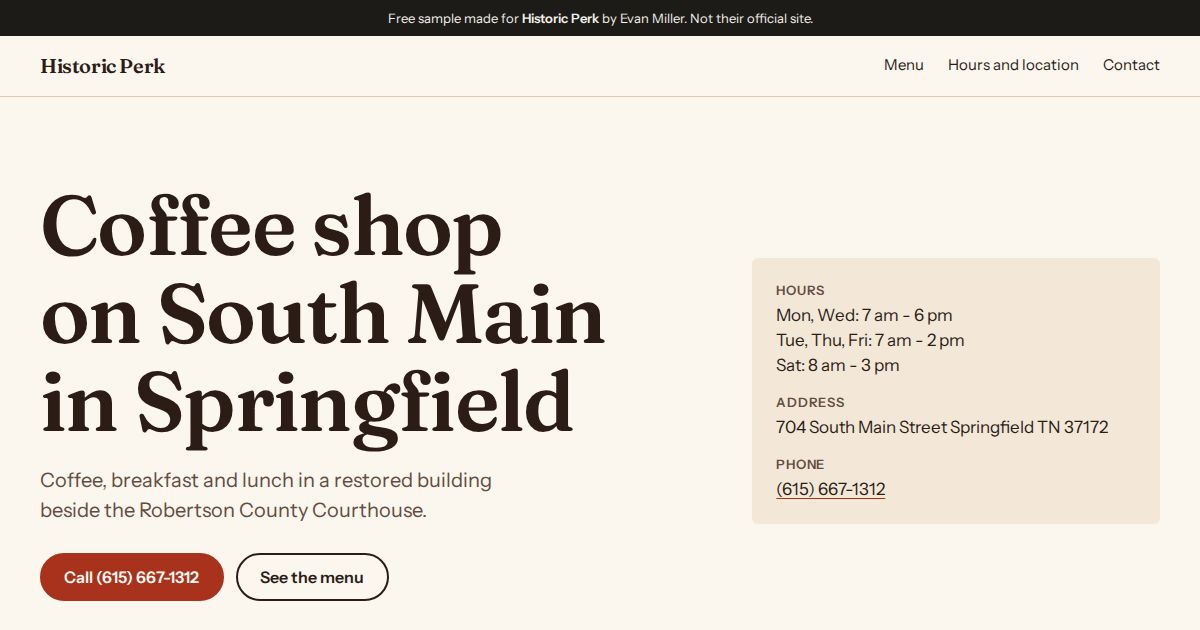 Free sample made for Historic Perk by Evan Miller. Not their official site.
Historic Perk
Menu
Hours and location
Contact
Coffee shop
on South Main
in Springfield
Coffee, breakfast and lunch in a restored building
beside the Robertson County Courthouse.
Call (615) 667-1312
See the menu
HOURS
Mon, Wed: 7 am - 6 pm
Tue, Thu, Fri: 7 am - 2 pm
Sat: 8 am - 3 pm
ADDRESS
704 South Main Street Springfield TN 37172
PHONE
(615) 667-1312